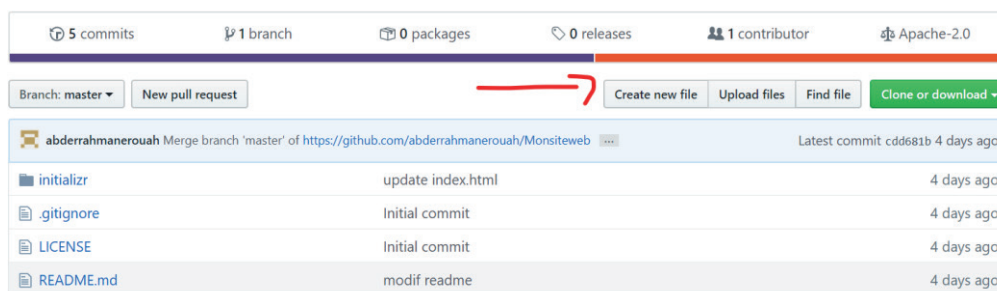 5 commits 1 branch 0 packages 0 releases 1 contributor Apache-2.0
Branch: master New pull request Create new file Upload files Find file Clone or download
abderrahmanerouah Merge branch 'master' of https://github.com/abderrahmanerouah/Monsiteweb ... Latest commit cdd681b 4 days ago
initializr update index.html 4 days ago
.gitignore Initial commit 4 days ago
LICENSE Initial commit 4 days ago
README.md modif readme 4 days ago